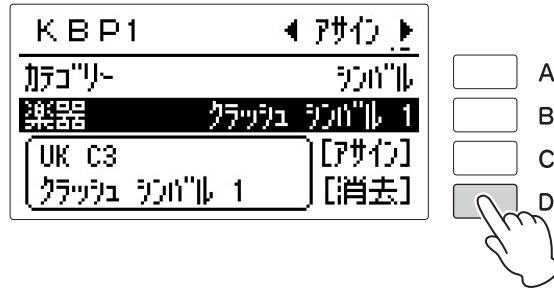 KBP1 ◀ アサイン ▶
カテゴリー シンバル
楽器 クラッシュ シンバル 1
UK C3 [アサイン]
クラッシュ シンバル 1 [消去]
A
B
C
D